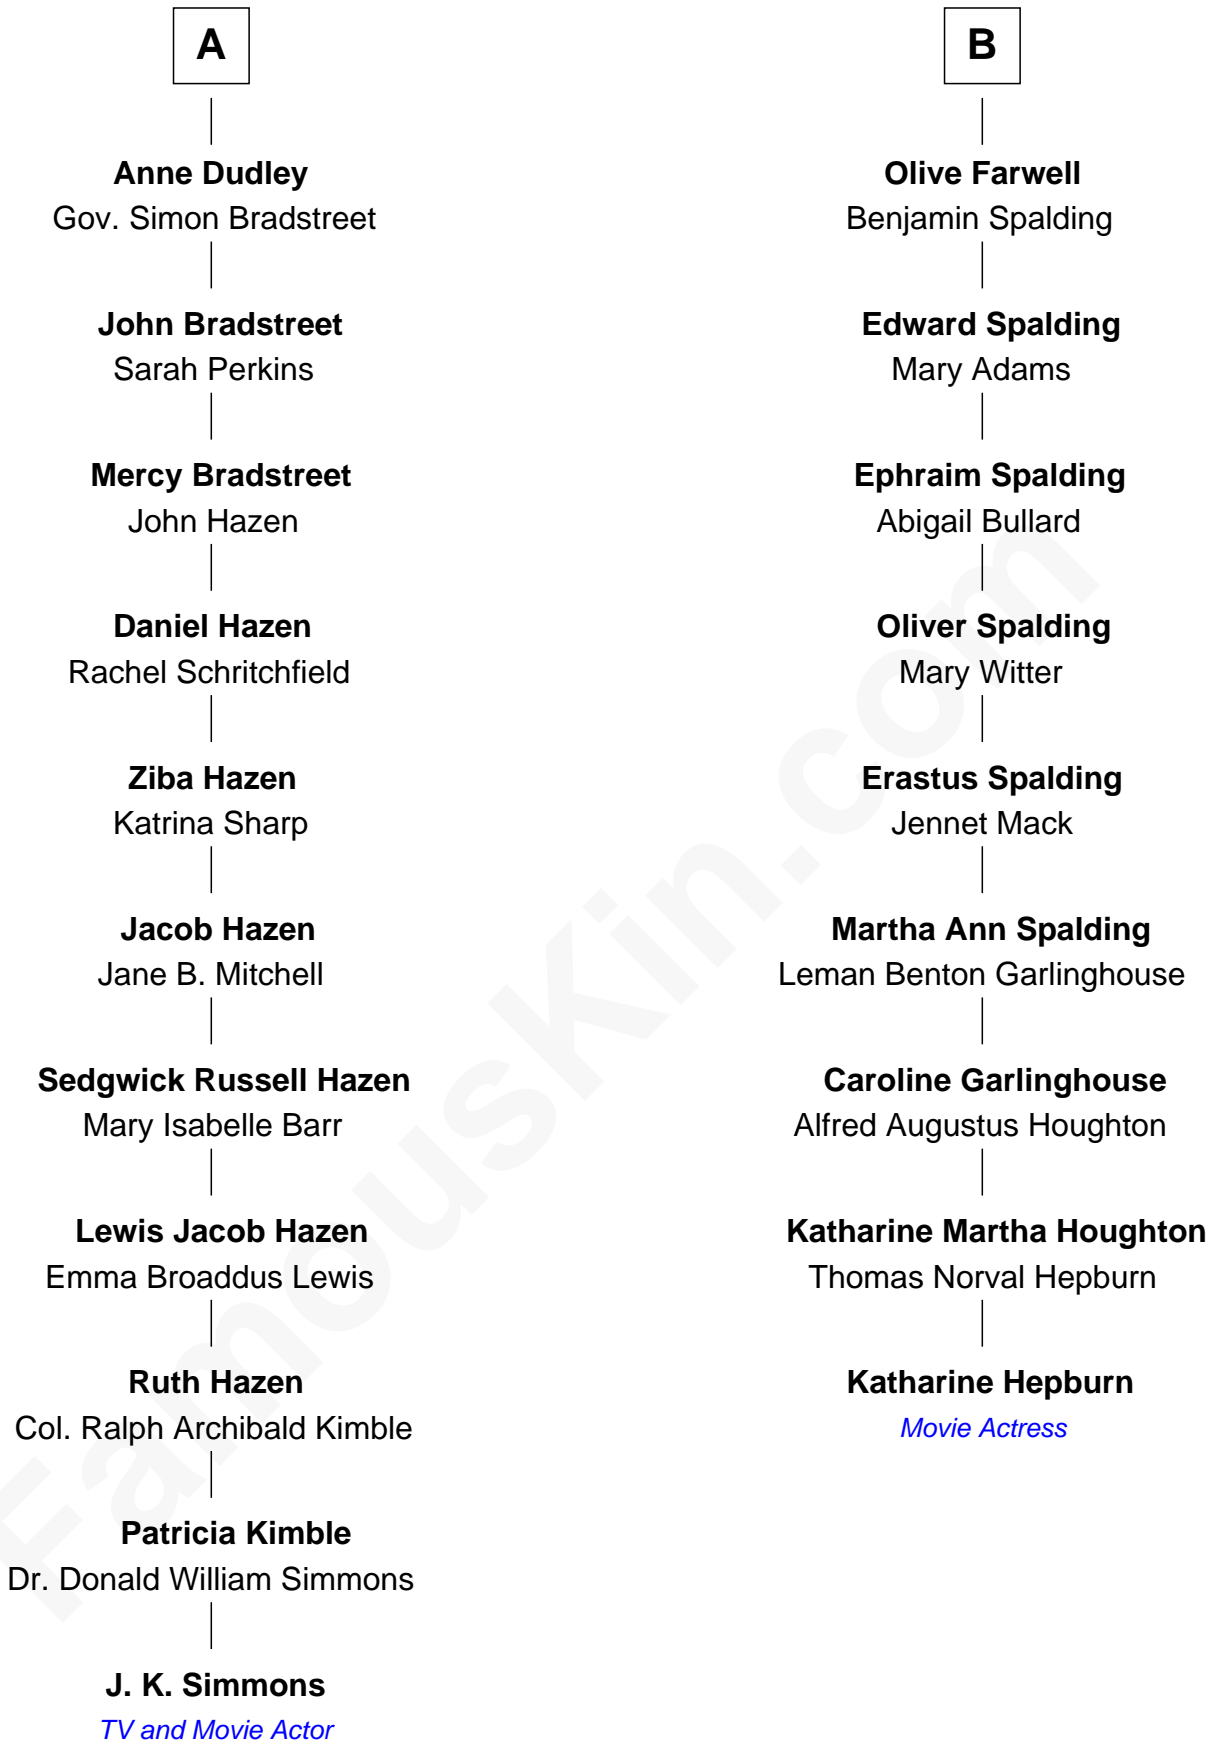 A
Anne Dudley
Gov. Simon Bradstreet
John Bradstreet
Sarah Perkins
Mercy Bradstreet
John Hazen
Daniel Hazen
Rachel Schritchfield
Ziba Hazen
Katrina Sharp
Jacob Hazen
Jane B. Mitchell
Sedgwick Russell Hazen
Mary Isabelle Barr
Lewis Jacob Hazen
Emma Broaddus Lewis
Ruth Hazen
Col. Ralph Archibald Kimble
Patricia Kimble
Dr. Donald William Simmons
J. K. Simmons
TV and Movie Actor
B
Olive Farwell
Benjamin Spalding
Edward Spalding
Mary Adams
Ephraim Spalding
Abigail Bullard
Oliver Spalding
Mary Witter
Erastus Spalding
Jennet Mack
Martha Ann Spalding
Leman Benton Garlinghouse
Caroline Garlinghouse
Alfred Augustus Houghton
Katharine Martha Houghton
Thomas Norval Hepburn
Katharine Hepburn
Movie Actress
FamousKin.com